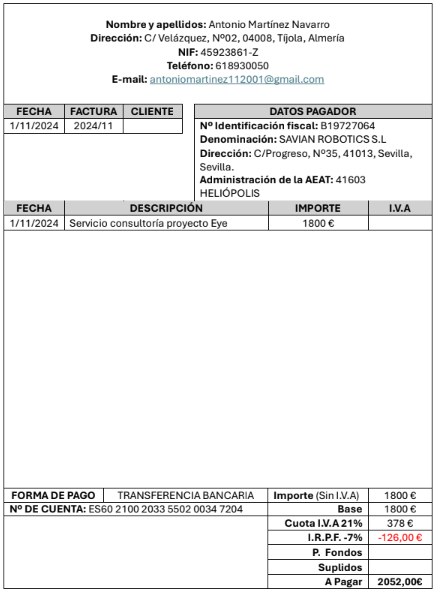 Nombre y apellidos: Antonio Martínez Navarro
Dirección: C/ Velázquez, Nº02, 04008, Tíjola, Almería
NIF: 45923861-Z
Teléfono: 618930050
E-mail: antoniomartinez112001@gmail.com
FECHA FACTURA CLIENTE
1/11/2024 2024/11
DATOS PAGADOR
Nº Identificación fiscal: B19727064
Denominación: SAVIAN ROBOTICS S.L
Dirección: C/Progreso, Nº35, 41013, Sevilla,
Sevilla.
Administración de la AEAT: 41603
HELIÓPOLIS
FECHA DESCRIPCIÓN IMPORTE I.V.A
1/11/2024 Servicio consultoría proyecto Eye 1800 €
FORMA DE PAGO TRANSFERENCIA BANCARIA
Nº DE CUENTA: ES60 2100 2033 5502 0034 7204
Importe (Sin I.V.A) 1800 €
Base 1800 €
Cuota I.V.A 21% 378 €
I.R.P.F. -7% -126,00 €
P. Fondos
Suplidos
A Pagar 2052,00€